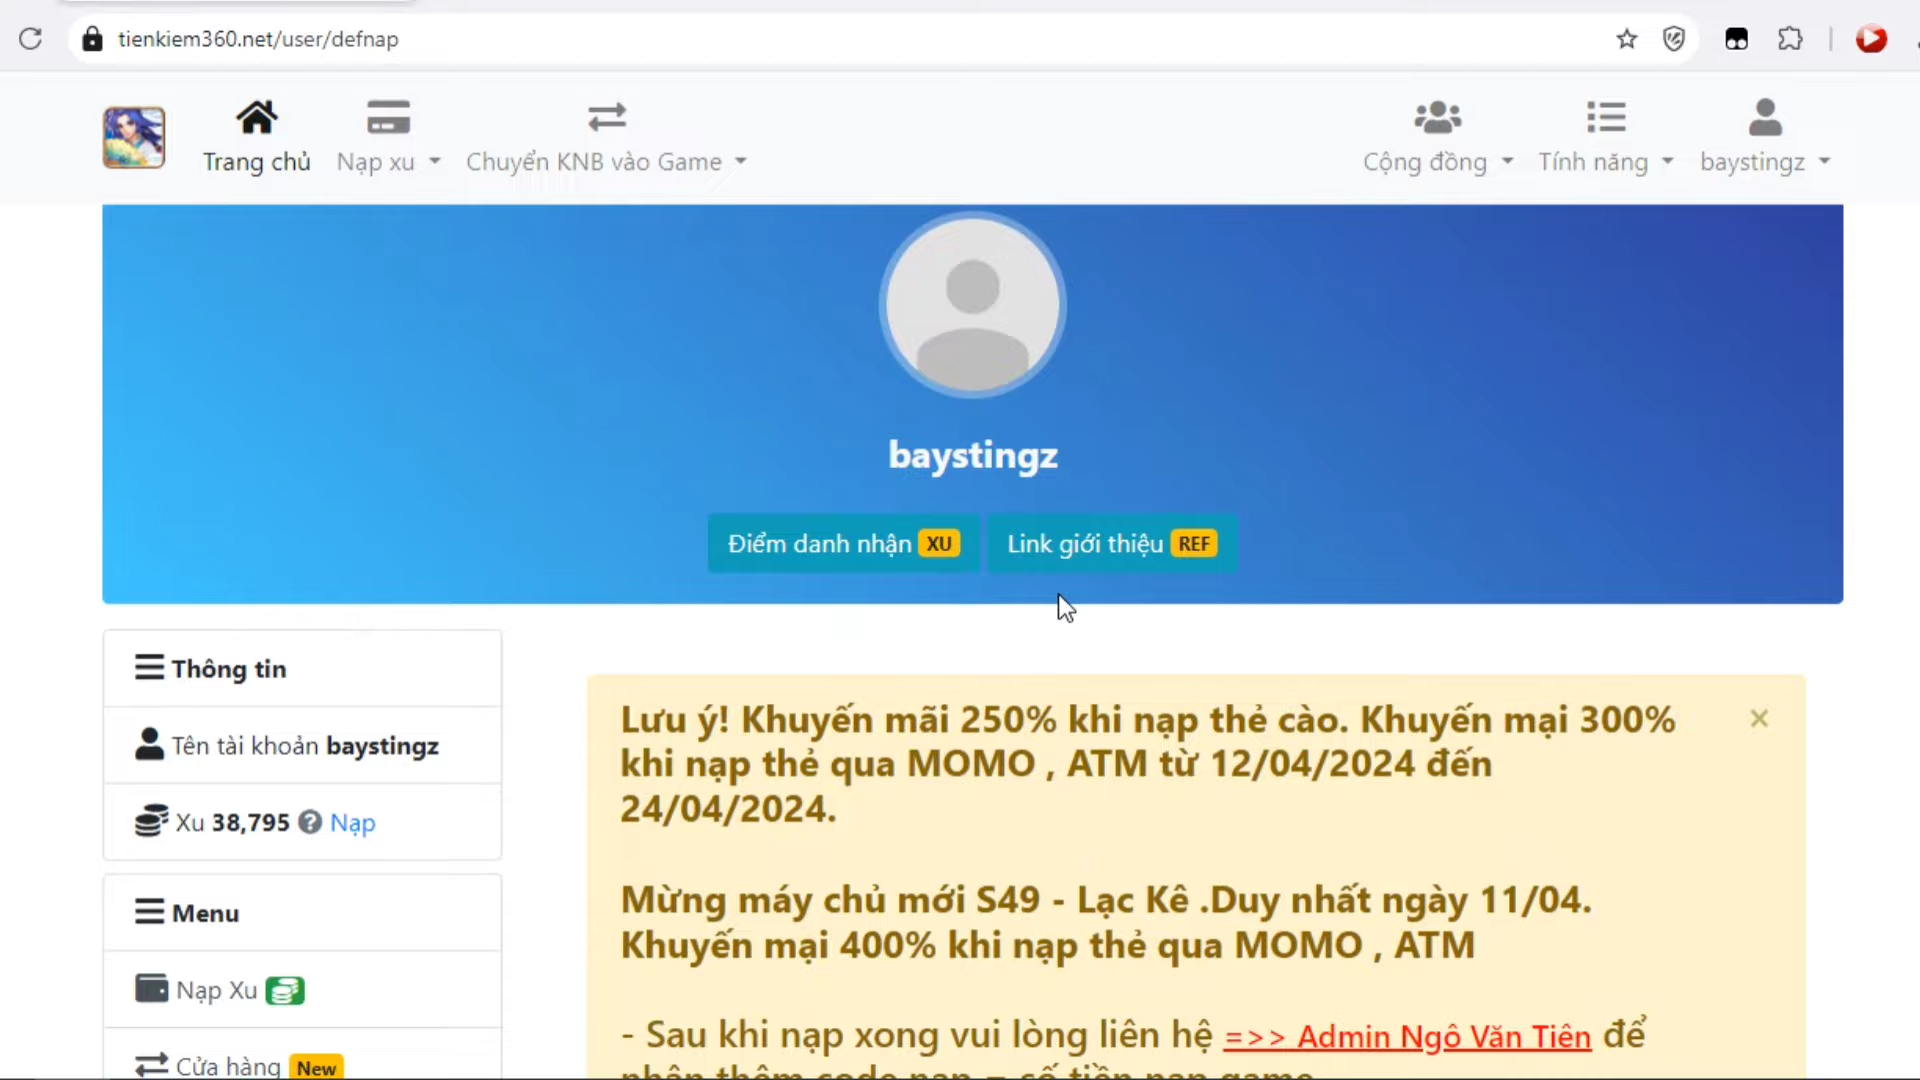 tienkiem360.net/user/defnap
Trang chủ
Nạp xu
Chuyển KNB vào Game
Cộng đồng
Tính năng
baystingz
baystingz
Điểm danh nhận XU
Link giới thiệu REF
Thông tin
Tên tài khoản baystingz
Xu 38,795 Nạp
Menu
Nạp Xu
Cửa hàng New
Lưu ý! Khuyến mãi 250% khi nạp thẻ cào. Khuyến mại 300%
khi nạp thẻ qua MOMO , ATM từ 12/04/2024 đến
24/04/2024.
Mừng máy chủ mới S49 - Lạc Kê .Duy nhất ngày 11/04.
Khuyến mại 400% khi nạp thẻ qua MOMO , ATM
- Sau khi nạp xong vui lòng liên hệ =>> Admin Ngô Văn Tiên để